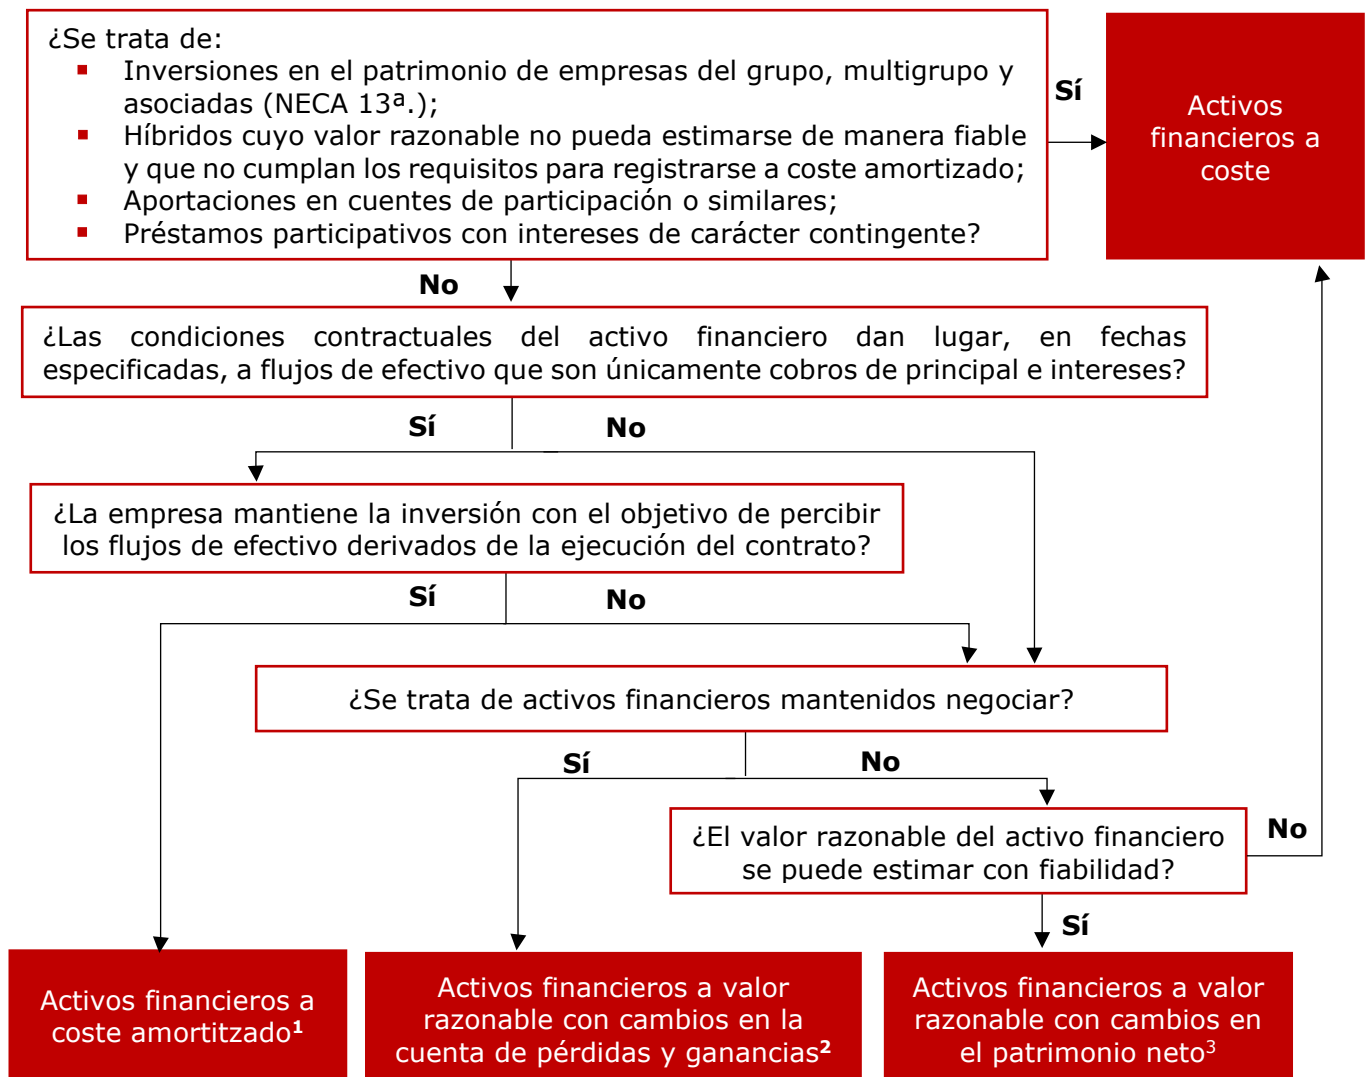 ¿Se trata de:
▪ Inversiones en el patrimonio de empresas del grupo, multigrupo y
asociadas (NECA 13ª.);
▪ Híbridos cuyo valor razonable no pueda estimarse de manera fiable
y que no cumplan los requisitos para registrarse a coste amortizado;
▪ Aportaciones en cuentes de participación o similares;
▪ Préstamos participativos con intereses de carácter contingente?
Sí
Activos
financieros a
coste
No
¿Las condiciones contractuales del activo financiero dan lugar, en fechas
especificadas, a flujos de efectivo que son únicamente cobros de principal e intereses?
Sí
No
¿La empresa mantiene la inversión con el objetivo de percibir
los flujos de efectivo derivados de la ejecución del contrato?
Sí
No
¿Se trata de activos financieros mantenidos negociar?
Sí
No
¿El valor razonable del activo financiero
se puede estimar con fiabilidad?
No
Sí
Activos financieros a
coste amortitzado¹
Activos financieros a valor
razonable con cambios en la
cuenta de pérdidas y ganancias²
Activos financieros a valor
razonable con cambios en
el patrimonio neto³